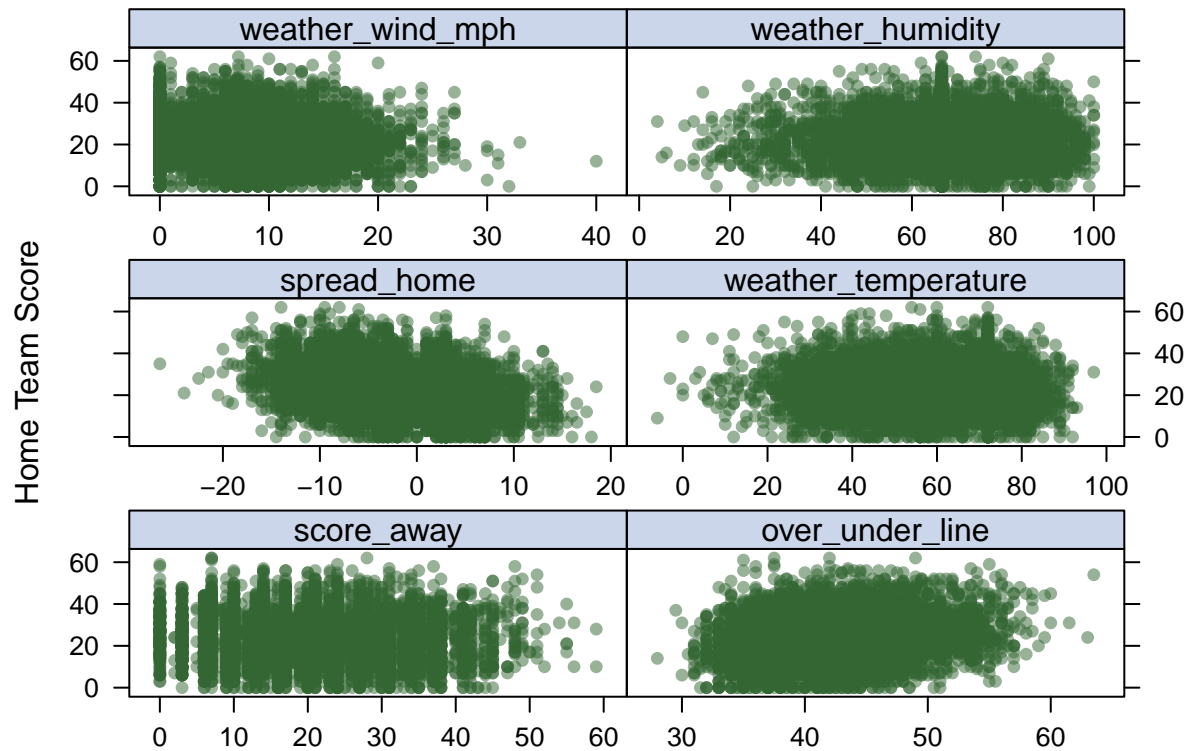 weather_wind_mph weather_humidity
60
40
20
0
0 10 20 30 40 0 20 40 60 80 100
spread_home weather_temperature
60
40
20
0
−20 −10 0 10 20 0 20 40 60 80 100
score_away over_under_line
60
40
20
0
0 10 20 30 40 50 60 30 40 50 60
Home Team Score